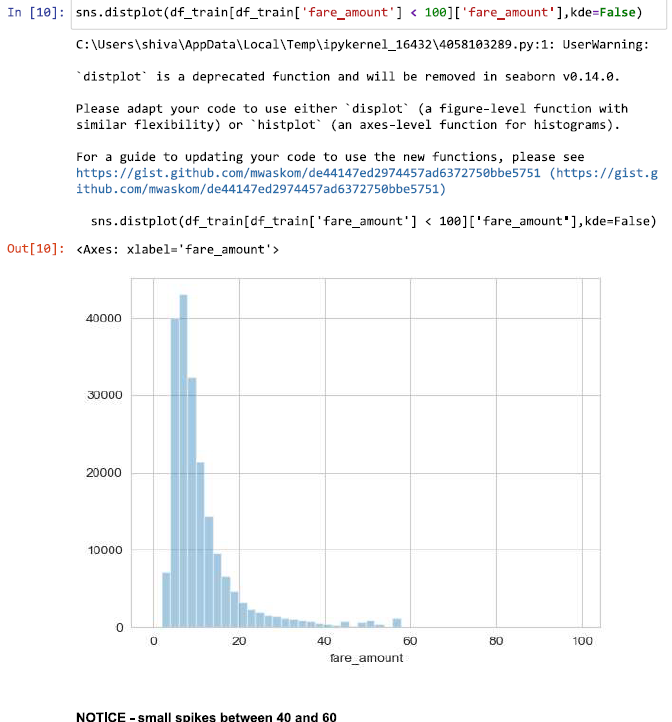 In [10]: sns.distplot(df_train[df_train['fare_amount'] < 100]['fare_amount'],kde=False)
C:\Users\shiva\AppData\Local\Temp\ipykernel_16432\4058103289.py:1: UserWarning:
`distplot` is a deprecated function and will be removed in seaborn v0.14.0.
Please adapt your code to use either `displot` (a figure-level function with
similar flexibility) or `histplot` (an axes-level function for histograms).
For a guide to updating your code to use the new functions, please see
https://gist.github.com/mwaskom/de44147ed2974457ad6372750bbe5751 (https://gist.g
ithub.com/mwaskom/de44147ed2974457ad6372750bbe5751)
sns.distplot(df_train[df_train['fare_amount'] < 100]['fare_amount'],kde=False)
Out[10]: <Axes: xlabel='fare_amount'>
40000
30000
20000
10000
0
0 20 40 60 80 100
fare_amount
NOTICE - small spikes between 40 and 60